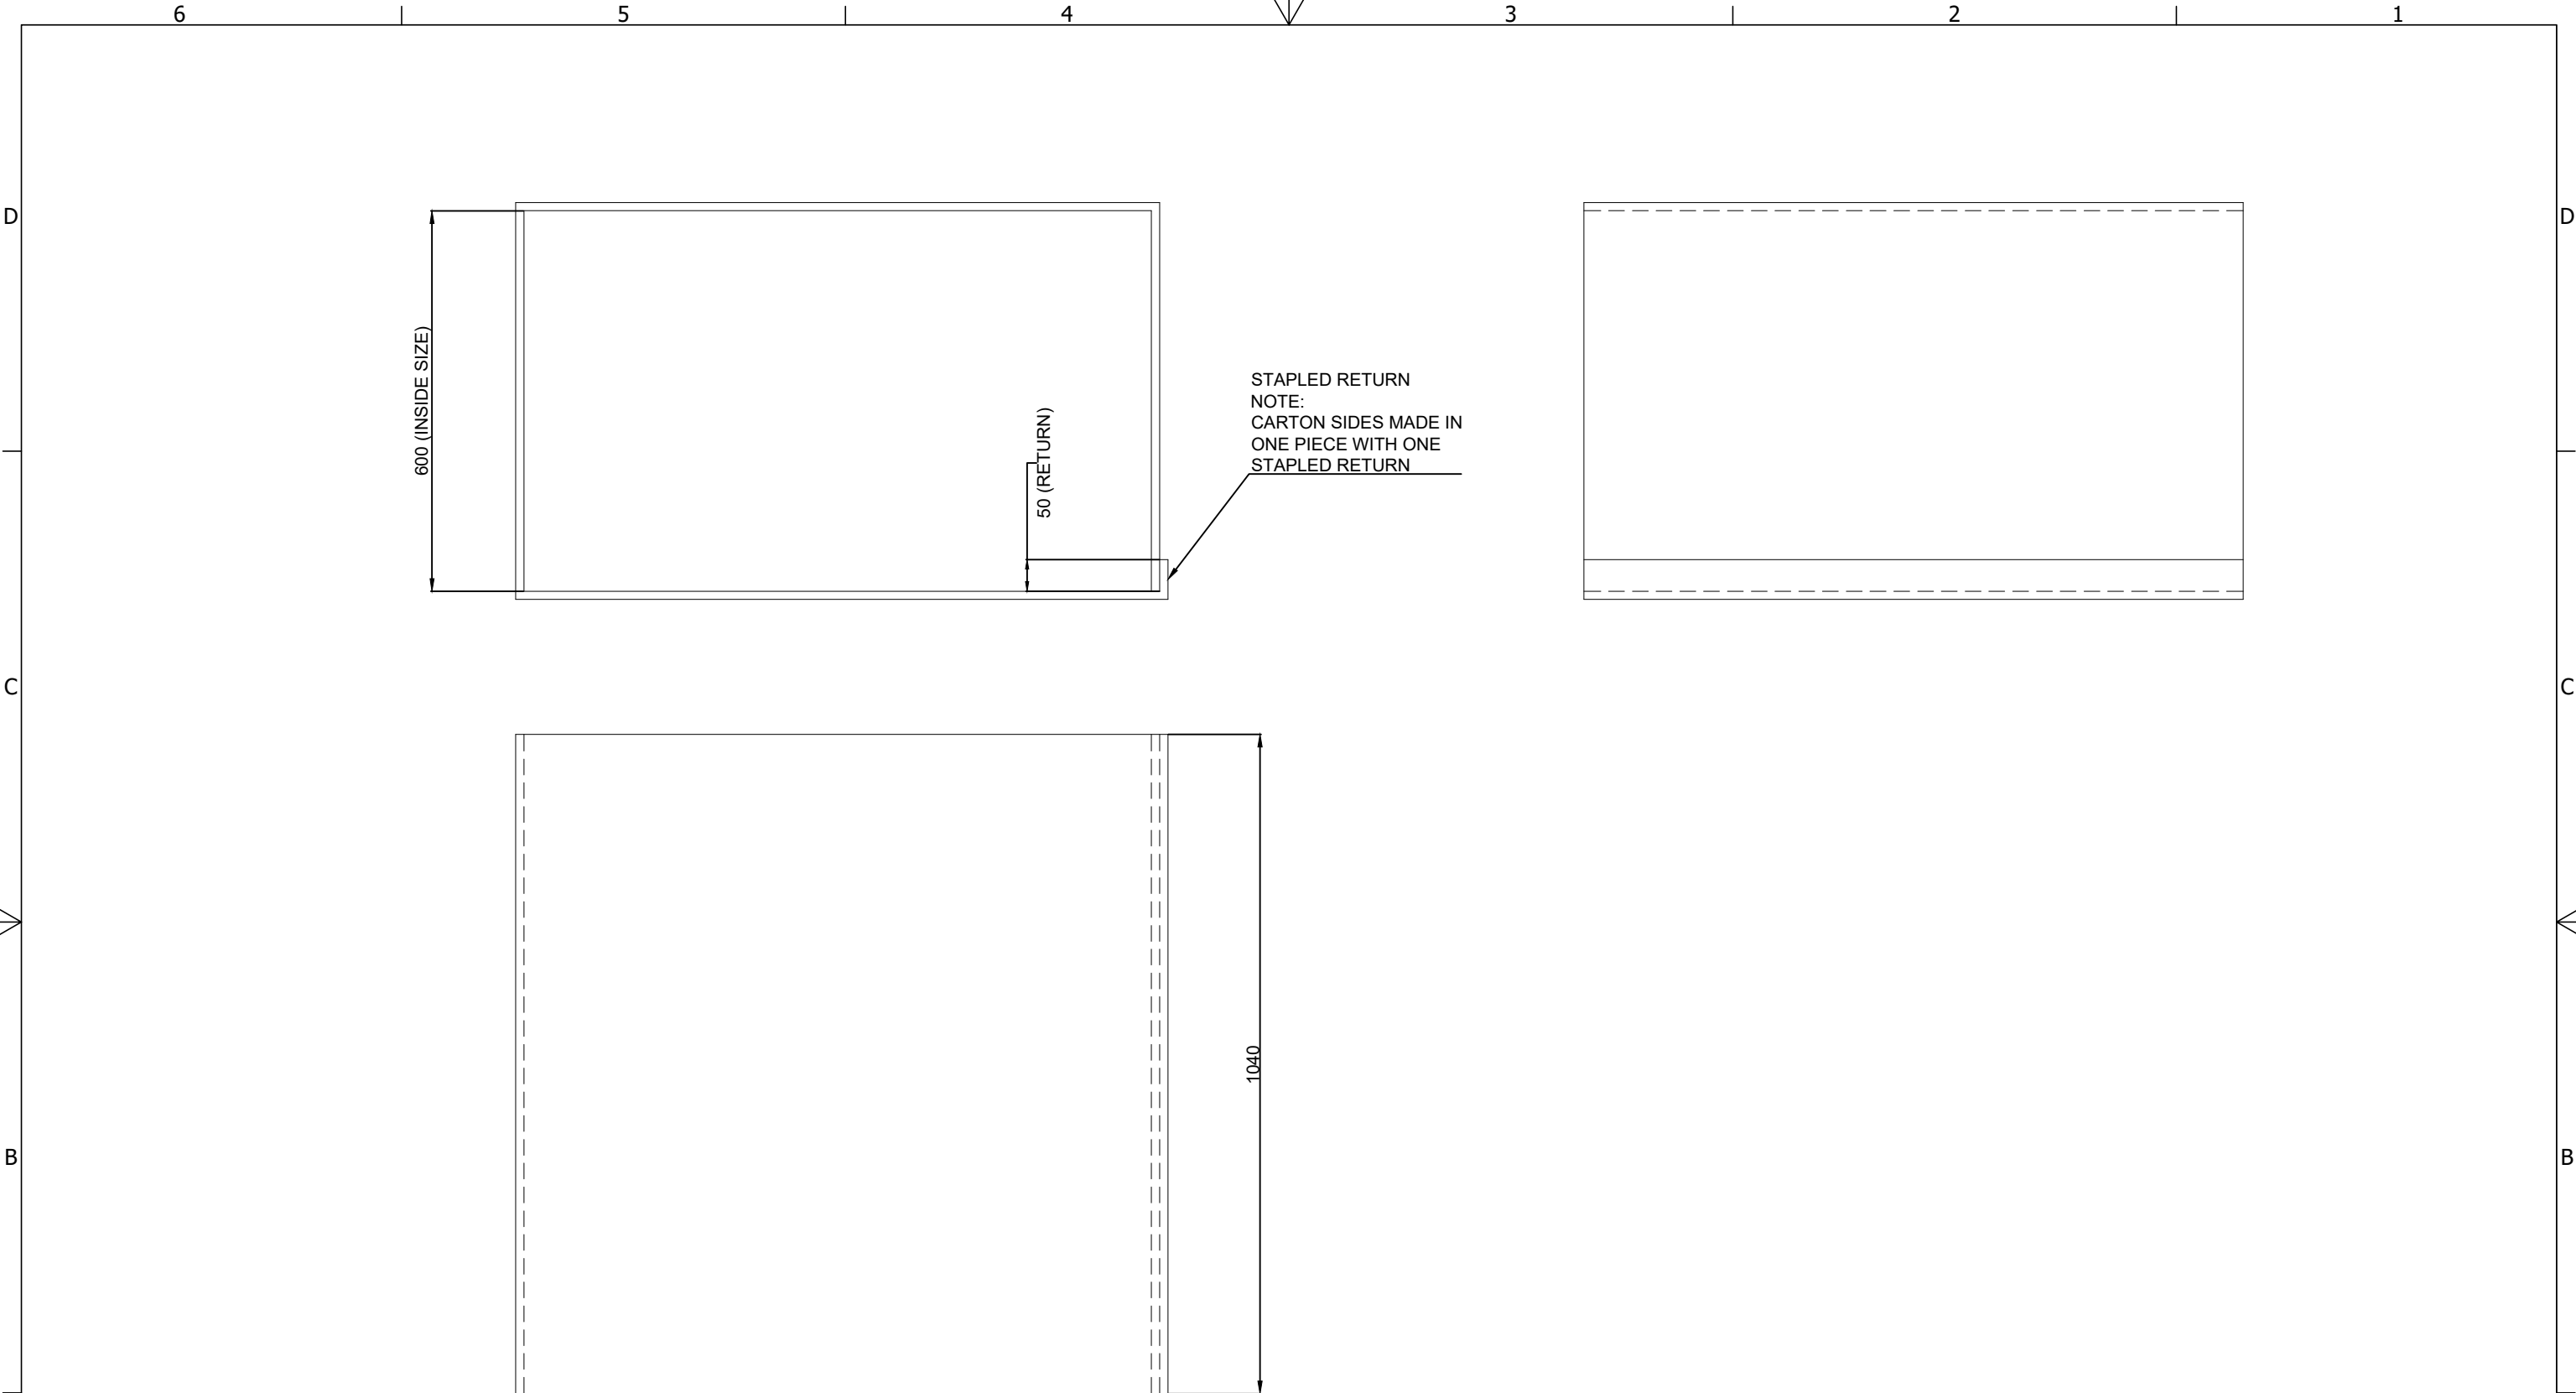 6 5 4 3 2 1
D D
600 (INSIDE SIZE)
50 (RETURN)
STAPLED RETURN
NOTE:
CARTON SIDES MADE IN
ONE PIECE WITH ONE
STAPLED RETURN
C C
1040
B B